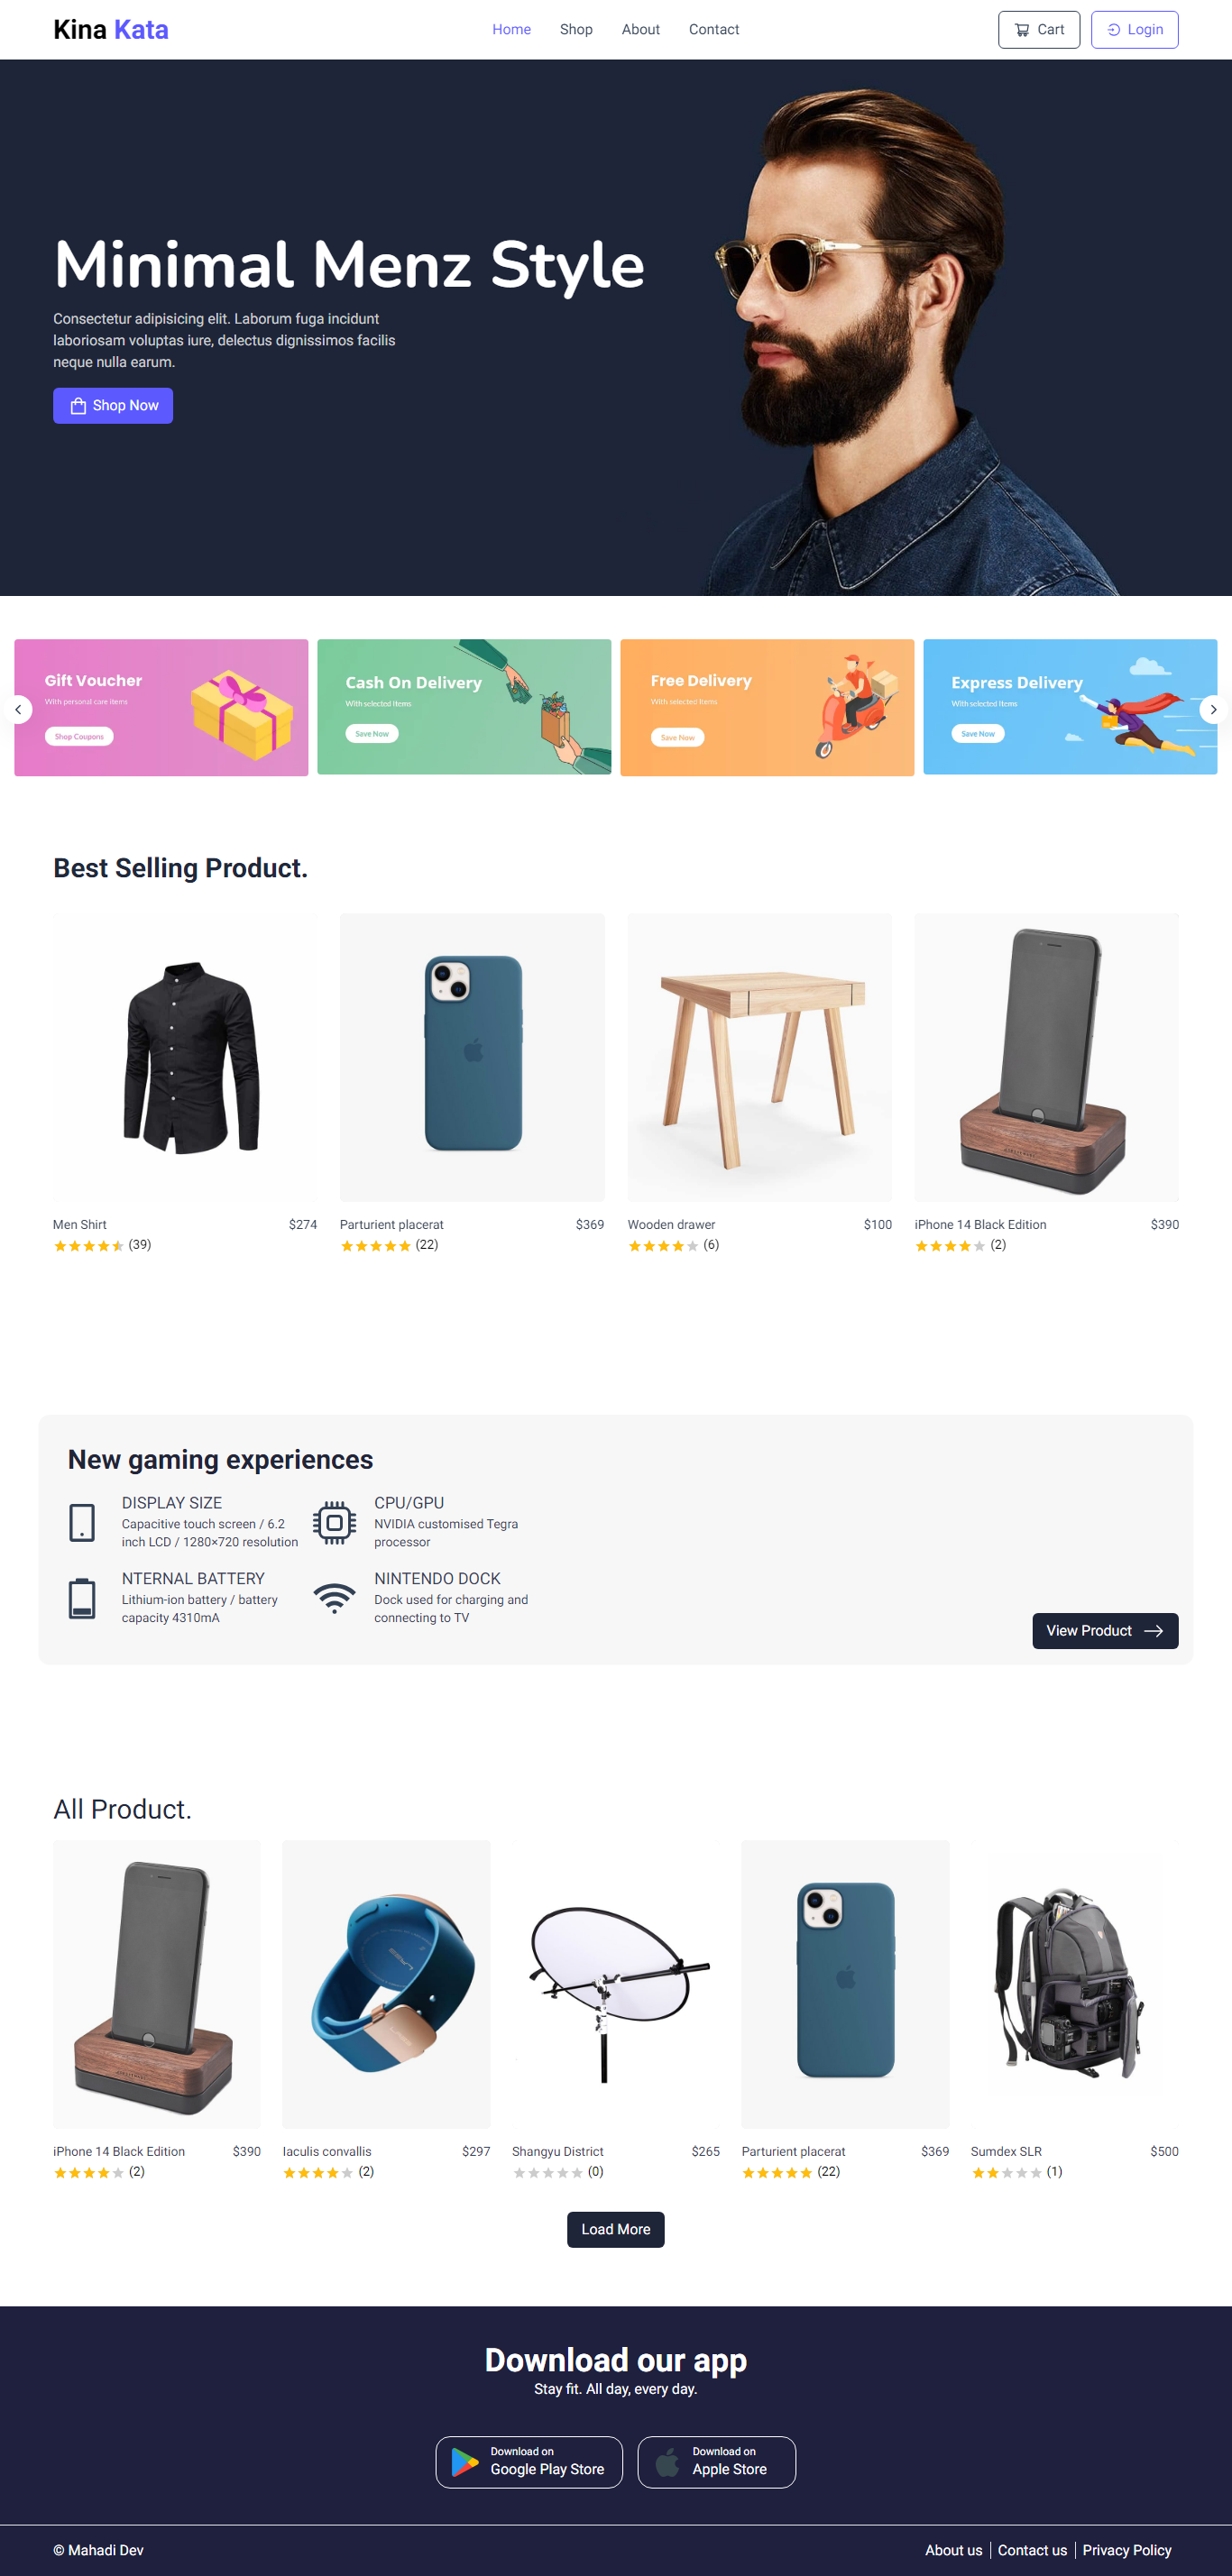 Kina Kata
Home
Shop
About
Contact
Cart
Login
Minimal Menz Style
Consectetur adipisicing elit. Laborum fuga incidunt
laboriosam voluptas iure, delectus dignissimos facilis
neque nulla earum.
Shop Now
Gift Voucher
With personal care items
Shop Coupons
Cash On Delivery
With selected Items
Save Now
Free Delivery
With selected Items
Save Now
Express Delivery
With selected Items
Save Now
Best Selling Product.
Men Shirt $274
(39)
Parturient placerat $369
(22)
Wooden drawer $100
(6)
iPhone 14 Black Edition $390
(2)
New gaming experiences
DISPLAY SIZE
Capacitive touch screen / 6.2
inch LCD / 1280×720 resolution
CPU/GPU
NVIDIA customised Tegra
processor
NTERNAL BATTERY
Lithium-ion battery / battery
capacity 4310mA
NINTENDO DOCK
Dock used for charging and
connecting to TV
View Product
All Product.
iPhone 14 Black Edition $390
(2)
Iaculis convallis $297
(2)
Shangyu District $265
(0)
Parturient placerat $369
(22)
Sumdex SLR $500
(1)
Load More
Download our app
Stay fit. All day, every day.
Download on
Google Play Store
Download on
Apple Store
© Mahadi Dev
About us
Contact us
Privacy Policy